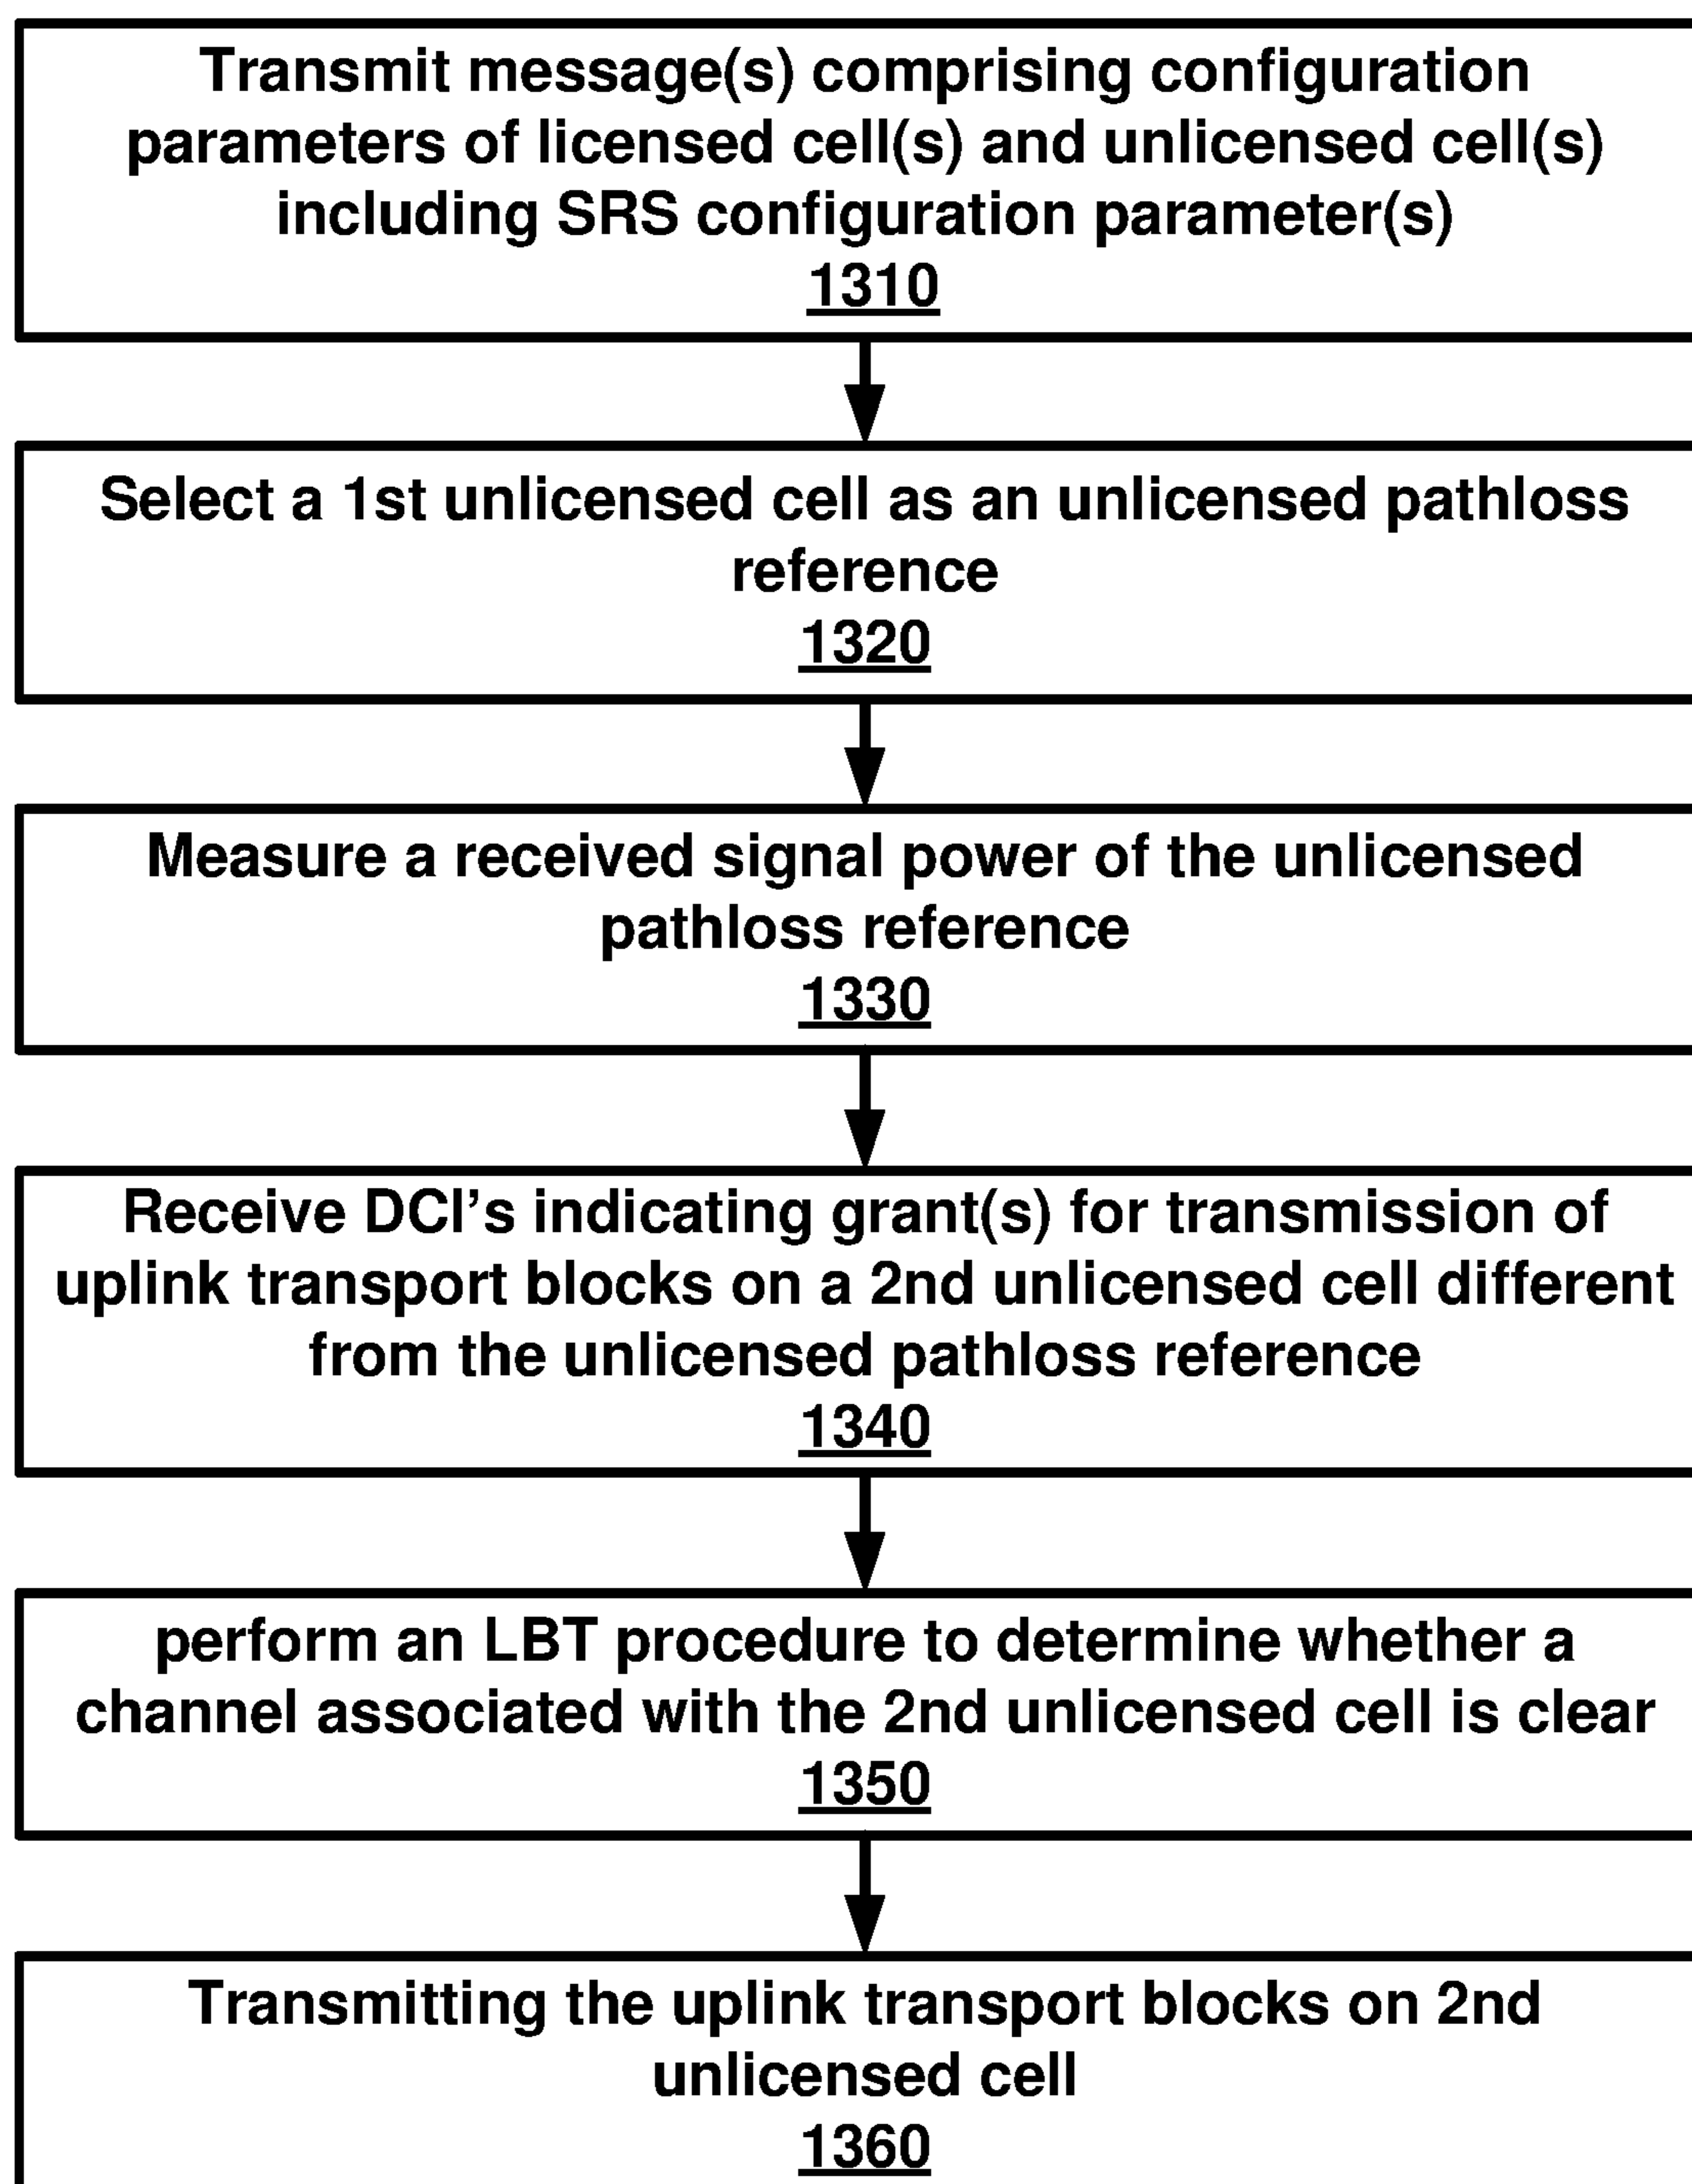 Transmit message(s) comprising configuration
parameters of licensed cell(s) and unlicensed cell(s)
including SRS configuration parameter(s)
1310
Select a 1st unlicensed cell as an unlicensed pathloss
reference
1320
Measure a received signal power of the unlicensed
pathloss reference
1330
Receive DCI’s indicating grant(s) for transmission of
uplink transport blocks on a 2nd unlicensed cell different
from the unlicensed pathloss reference
1340
perform an LBT procedure to determine whether a
channel associated with the 2nd unlicensed cell is clear
1350
Transmitting the uplink transport blocks on 2nd
unlicensed cell
1360